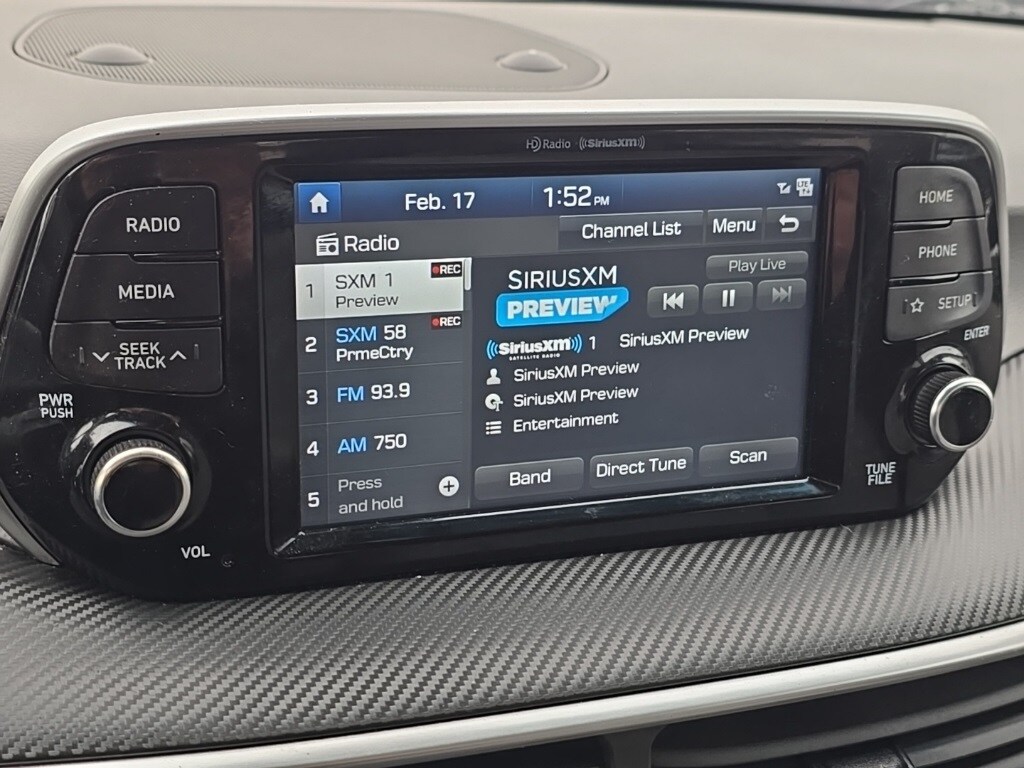 HD Radio ((SiriusXM))
Feb. 17 1:52 PM LTE
Radio Channel List Menu
1 SXM 1 REC
Preview
2 SXM 58 REC
PrmeCtry
3 FM 93.9
4 AM 750
5 Press
and hold
SIRIUSXM
PREVIEW
Play Live
((SiriusXM)) 1 SiriusXM Preview
SATELLITE RADIO
SiriusXM Preview
SiriusXM Preview
Entertainment
Band Direct Tune Scan
RADIO
MEDIA
SEEK
TRACK
PWR
PUSH
VOL
HOME
PHONE
SETUP
ENTER
TUNE
FILE